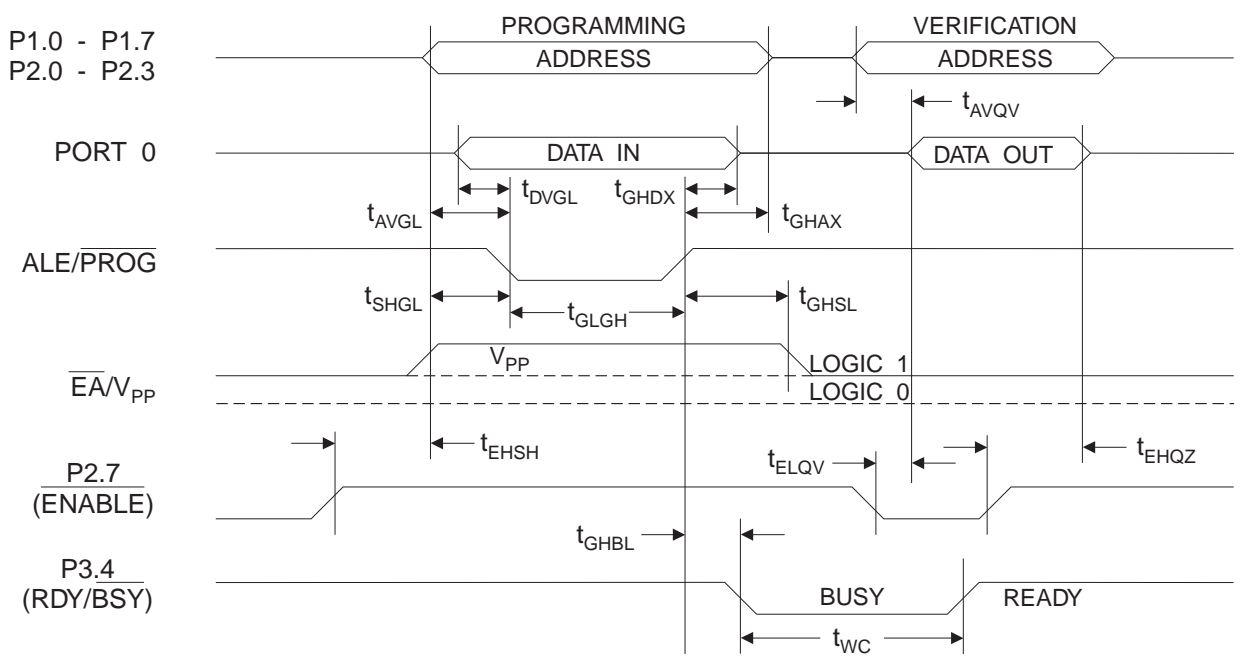 PROGRAMMING
VERIFICATION
P1.0 - P1.7
P2.0 - P2.3
ADDRESS
ADDRESS
tAVQV
PORT 0
DATA IN
DATA OUT
tDVGL
tGHDX
tAVGL
tGHAX
ALE/PROG
tSHGL
tGLGH
tGHSL
VPP
LOGIC 1
EA/VPP
LOGIC 0
tEHSH
tELQV
tEHQZ
P2.7
(ENABLE)
tGHBL
P3.4
(RDY/BSY)
BUSY
READY
tWC